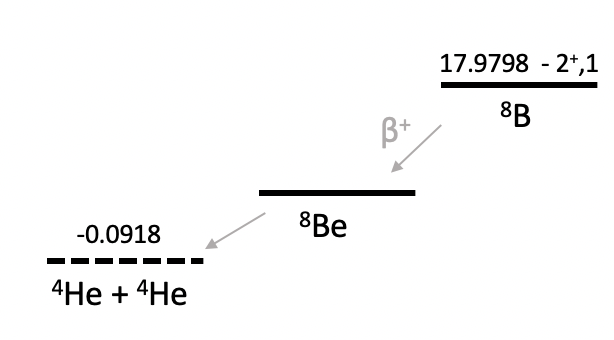 17.9798 - 2⁺,1
⁸B
β⁺
⁸Be
-0.0918
⁴He + ⁴He